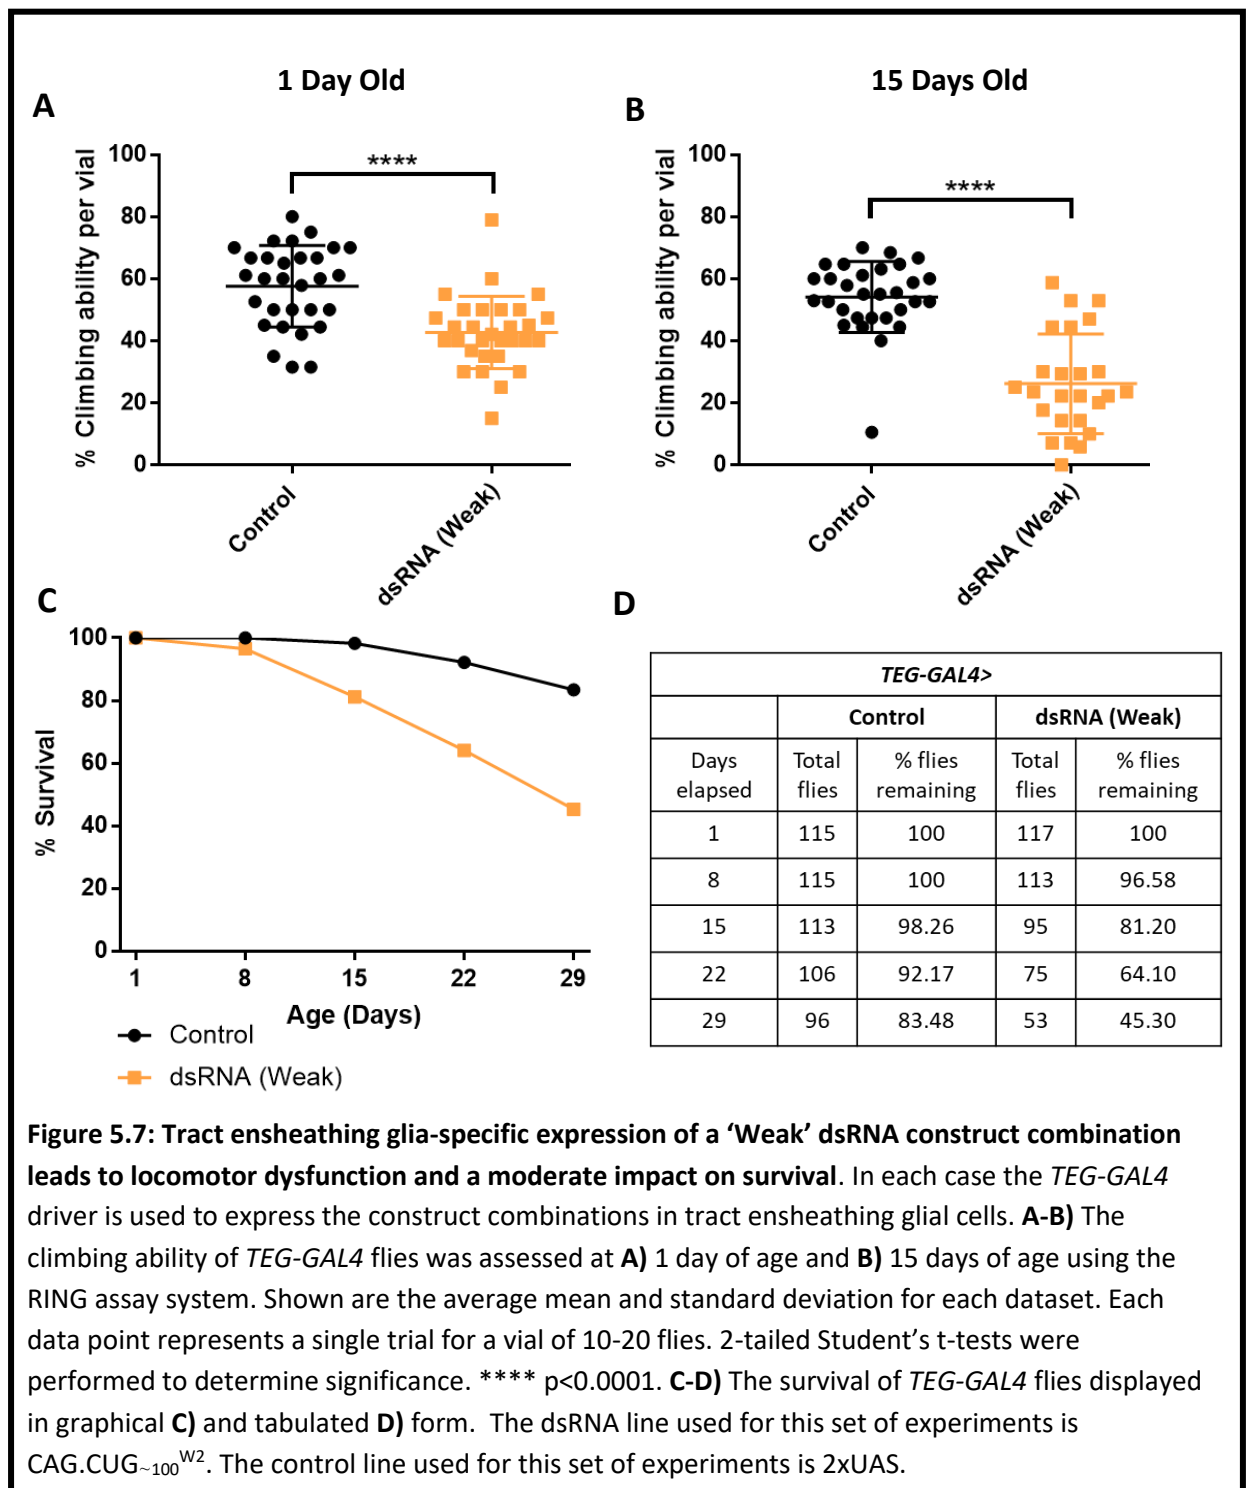 1 Day Old
15 Days Old
A
B
% Climbing ability per vial
100
80
60
40
20
0
****
Control
dsRNA (Weak)
% Climbing ability per vial
100
80
60
40
20
0
****
Control
dsRNA (Weak)
C
% Survival
100
80
60
40
20
0
1 8 15 22 29
Age (Days)
Control
dsRNA (Weak)
D
TEG-GAL4>
Control dsRNA (Weak)
Days elapsed Total flies % flies remaining Total flies % flies remaining
1 115 100 117 100
8 115 100 113 96.58
15 113 98.26 95 81.20
22 106 92.17 75 64.10
29 96 83.48 53 45.30
Figure 5.7: Tract ensheathing glia-specific expression of a ‘Weak’ dsRNA construct combination
leads to locomotor dysfunction and a moderate impact on survival. In each case the TEG-GAL4
driver is used to express the construct combinations in tract ensheathing glial cells. A-B) The
climbing ability of TEG-GAL4 flies was assessed at A) 1 day of age and B) 15 days of age using the
RING assay system. Shown are the average mean and standard deviation for each dataset. Each
data point represents a single trial for a vial of 10-20 flies. 2-tailed Student’s t-tests were
performed to determine significance. **** p<0.0001. C-D) The survival of TEG-GAL4 flies displayed
in graphical C) and tabulated D) form. The dsRNA line used for this set of experiments is
CAG.CUG~100W2. The control line used for this set of experiments is 2xUAS.